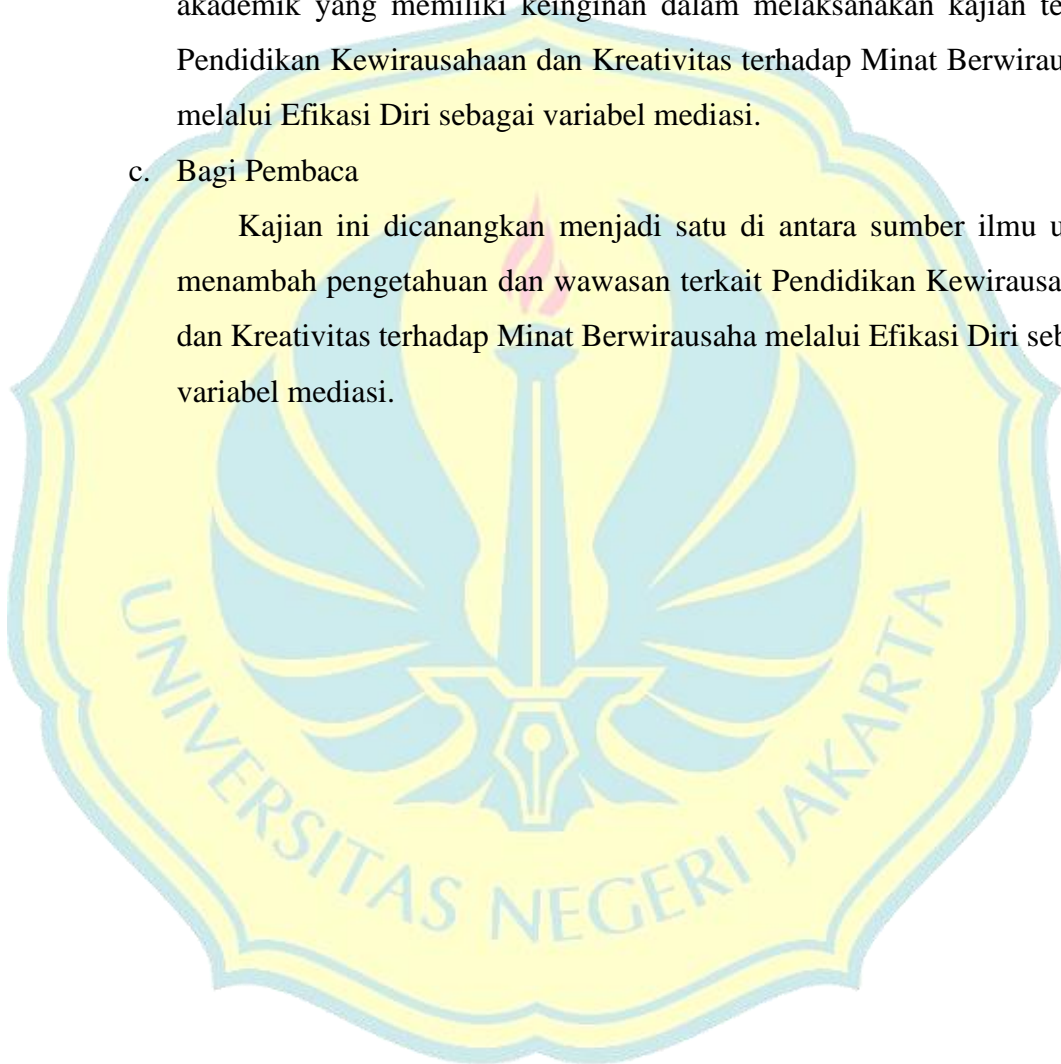 akademik yang memiliki keinginan dalam melaksanakan kajian te
Pendidikan Kewirausahaan dan Kreativitas terhadap Minat Berwirau
melalui Efikasi Diri sebagai variabel mediasi.
c. Bagi Pembaca
Kajian ini dicanangkan menjadi satu di antara sumber ilmu u
menambah pengetahuan dan wawasan terkait Pendidikan Kewirausa
dan Kreativitas terhadap Minat Berwirausaha melalui Efikasi Diri seb
variabel mediasi.
UNIVERSITAS NEGERI JAKARTA